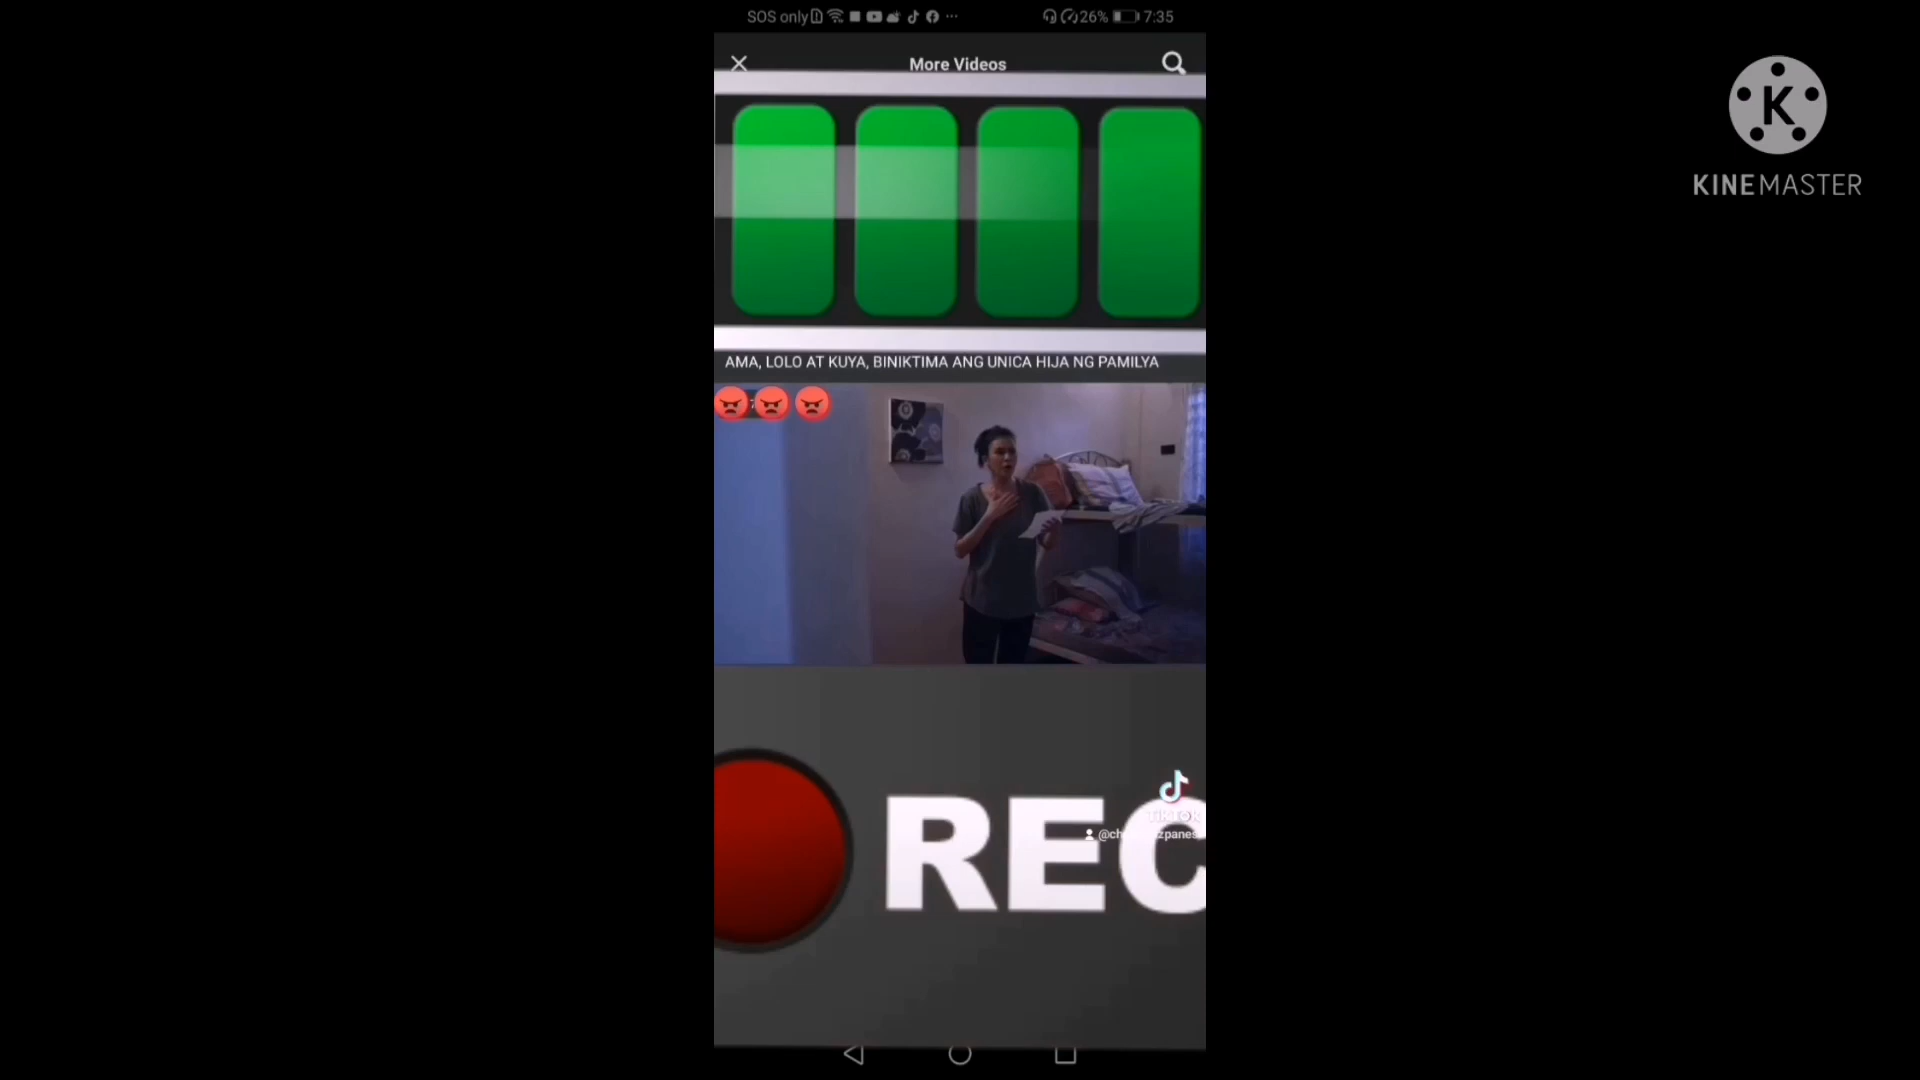 SOS only 26% 7:35
More Videos
K
KINEMASTER
AMA, LOLO AT KUYA, BINIKTIMA ANG UNICA HIJA NG PAMILYA
REC
TikTok